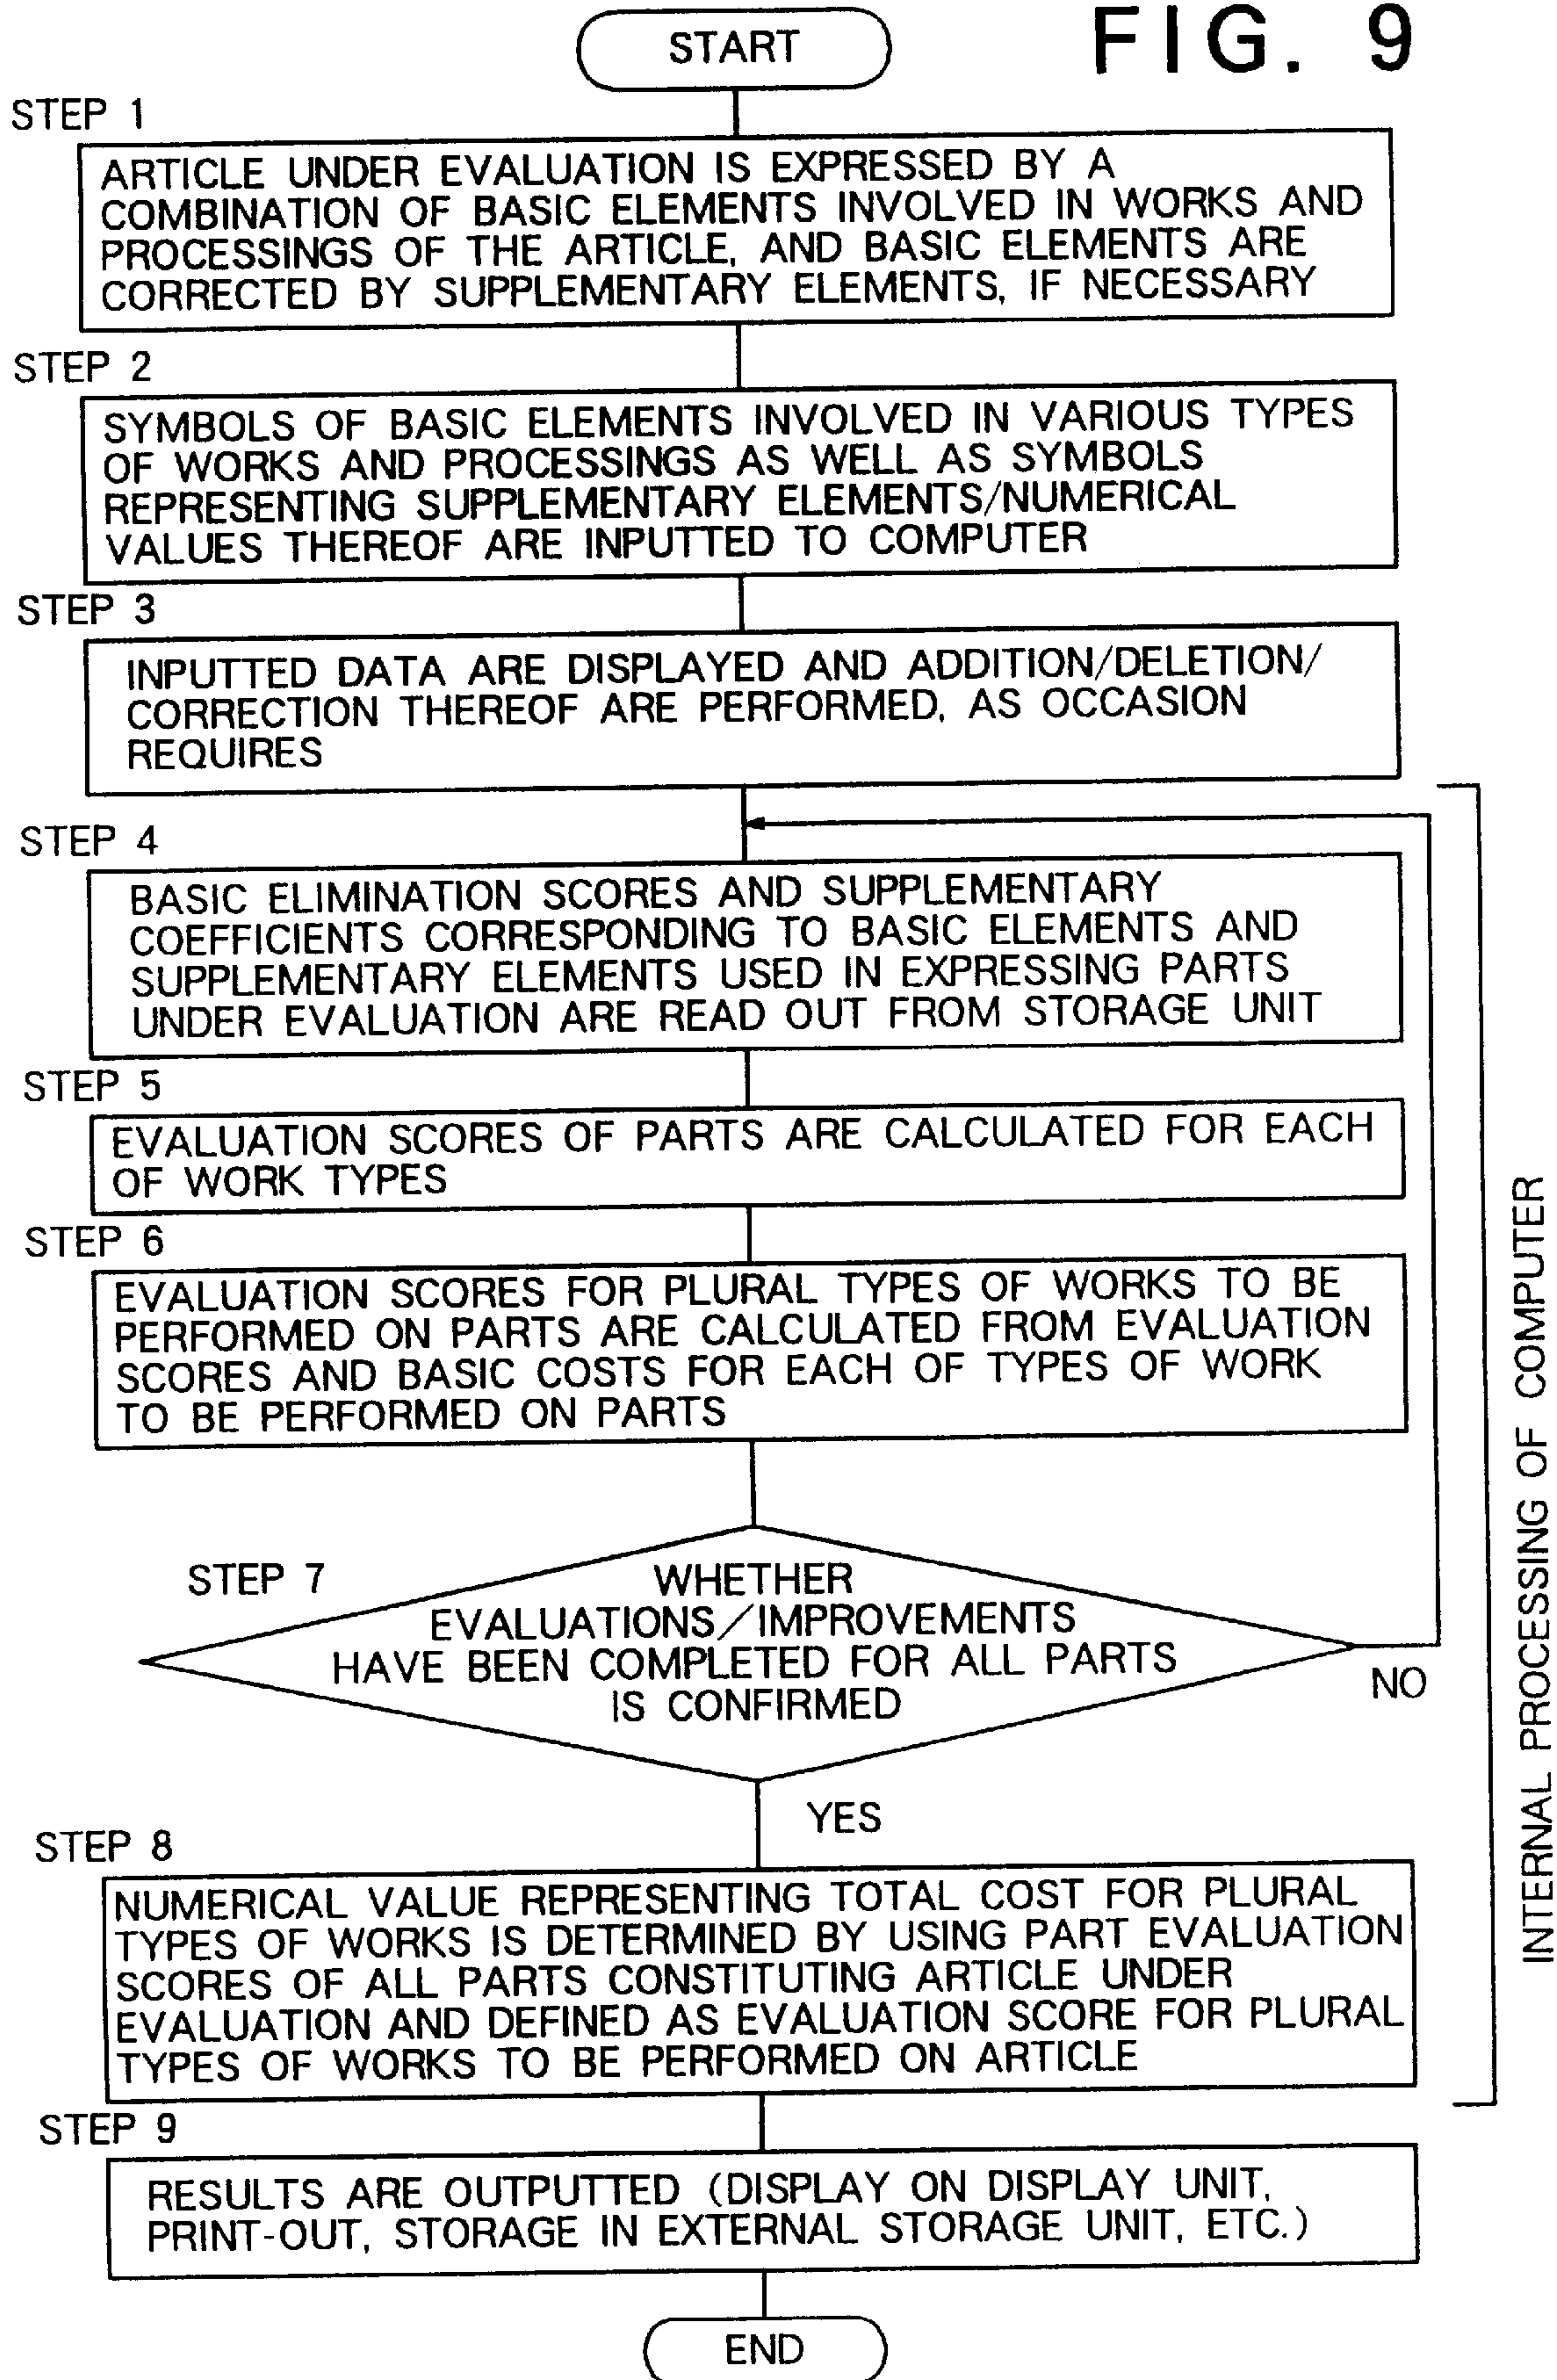 FIG. 9
START
STEP 1
ARTICLE UNDER EVALUATION IS EXPRESSED BY A
COMBINATION OF BASIC ELEMENTS INVOLVED IN WORKS AND
PROCESSINGS OF THE ARTICLE, AND BASIC ELEMENTS ARE
CORRECTED BY SUPPLEMENTARY ELEMENTS, IF NECESSARY
STEP 2
SYMBOLS OF BASIC ELEMENTS INVOLVED IN VARIOUS TYPES
OF WORKS AND PROCESSINGS AS WELL AS SYMBOLS
REPRESENTING SUPPLEMENTARY ELEMENTS/NUMERICAL
VALUES THEREOF ARE INPUTTED TO COMPUTER
STEP 3
INPUTTED DATA ARE DISPLAYED AND ADDITION/DELETION/
CORRECTION THEREOF ARE PERFORMED, AS OCCASION
REQUIRES
STEP 4
BASIC ELIMINATION SCORES AND SUPPLEMENTARY
COEFFICIENTS CORRESPONDING TO BASIC ELEMENTS AND
SUPPLEMENTARY ELEMENTS USED IN EXPRESSING PARTS
UNDER EVALUATION ARE READ OUT FROM STORAGE UNIT
STEP 5
EVALUATION SCORES OF PARTS ARE CALCULATED FOR EACH
OF WORK TYPES
STEP 6
EVALUATION SCORES FOR PLURAL TYPES OF WORKS TO BE
PERFORMED ON PARTS ARE CALCULATED FROM EVALUATION
SCORES AND BASIC COSTS FOR EACH OF TYPES OF WORK
TO BE PERFORMED ON PARTS
STEP 7
WHETHER
EVALUATIONS/IMPROVEMENTS
HAVE BEEN COMPLETED FOR ALL PARTS
IS CONFIRMED
NO
YES
STEP 8
NUMERICAL VALUE REPRESENTING TOTAL COST FOR PLURAL
TYPES OF WORKS IS DETERMINED BY USING PART EVALUATION
SCORES OF ALL PARTS CONSTITUTING ARTICLE UNDER
EVALUATION AND DEFINED AS EVALUATION SCORE FOR PLURAL
TYPES OF WORKS TO BE PERFORMED ON ARTICLE
STEP 9
RESULTS ARE OUTPUTTED (DISPLAY ON DISPLAY UNIT,
PRINT-OUT, STORAGE IN EXTERNAL STORAGE UNIT, ETC.)
END
INTERNAL PROCESSING OF COMPUTER